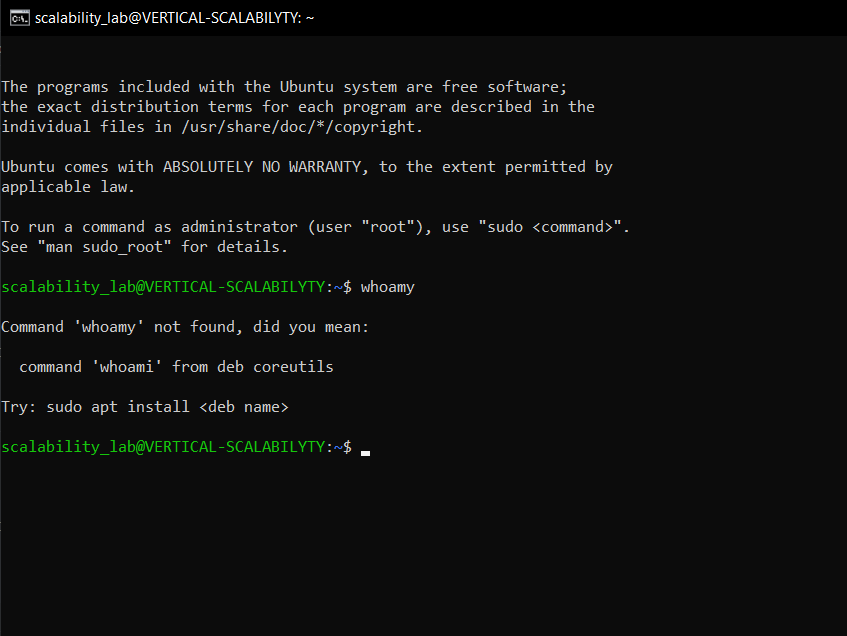 scalability_lab@VERTICAL-SCALABILYTY: ~
The programs included with the Ubuntu system are free software;
the exact distribution terms for each program are described in the
individual files in /usr/share/doc/*/copyright.
Ubuntu comes with ABSOLUTELY NO WARRANTY, to the extent permitted by
applicable law.
To run a command as administrator (user "root"), use "sudo <command>".
See "man sudo_root" for details.
scalability_lab@VERTICAL-SCALABILYTY:~$ whoamy
Command 'whoamy' not found, did you mean:
  command 'whoami' from deb coreutils
Try: sudo apt install <deb name>
scalability_lab@VERTICAL-SCALABILYTY:~$